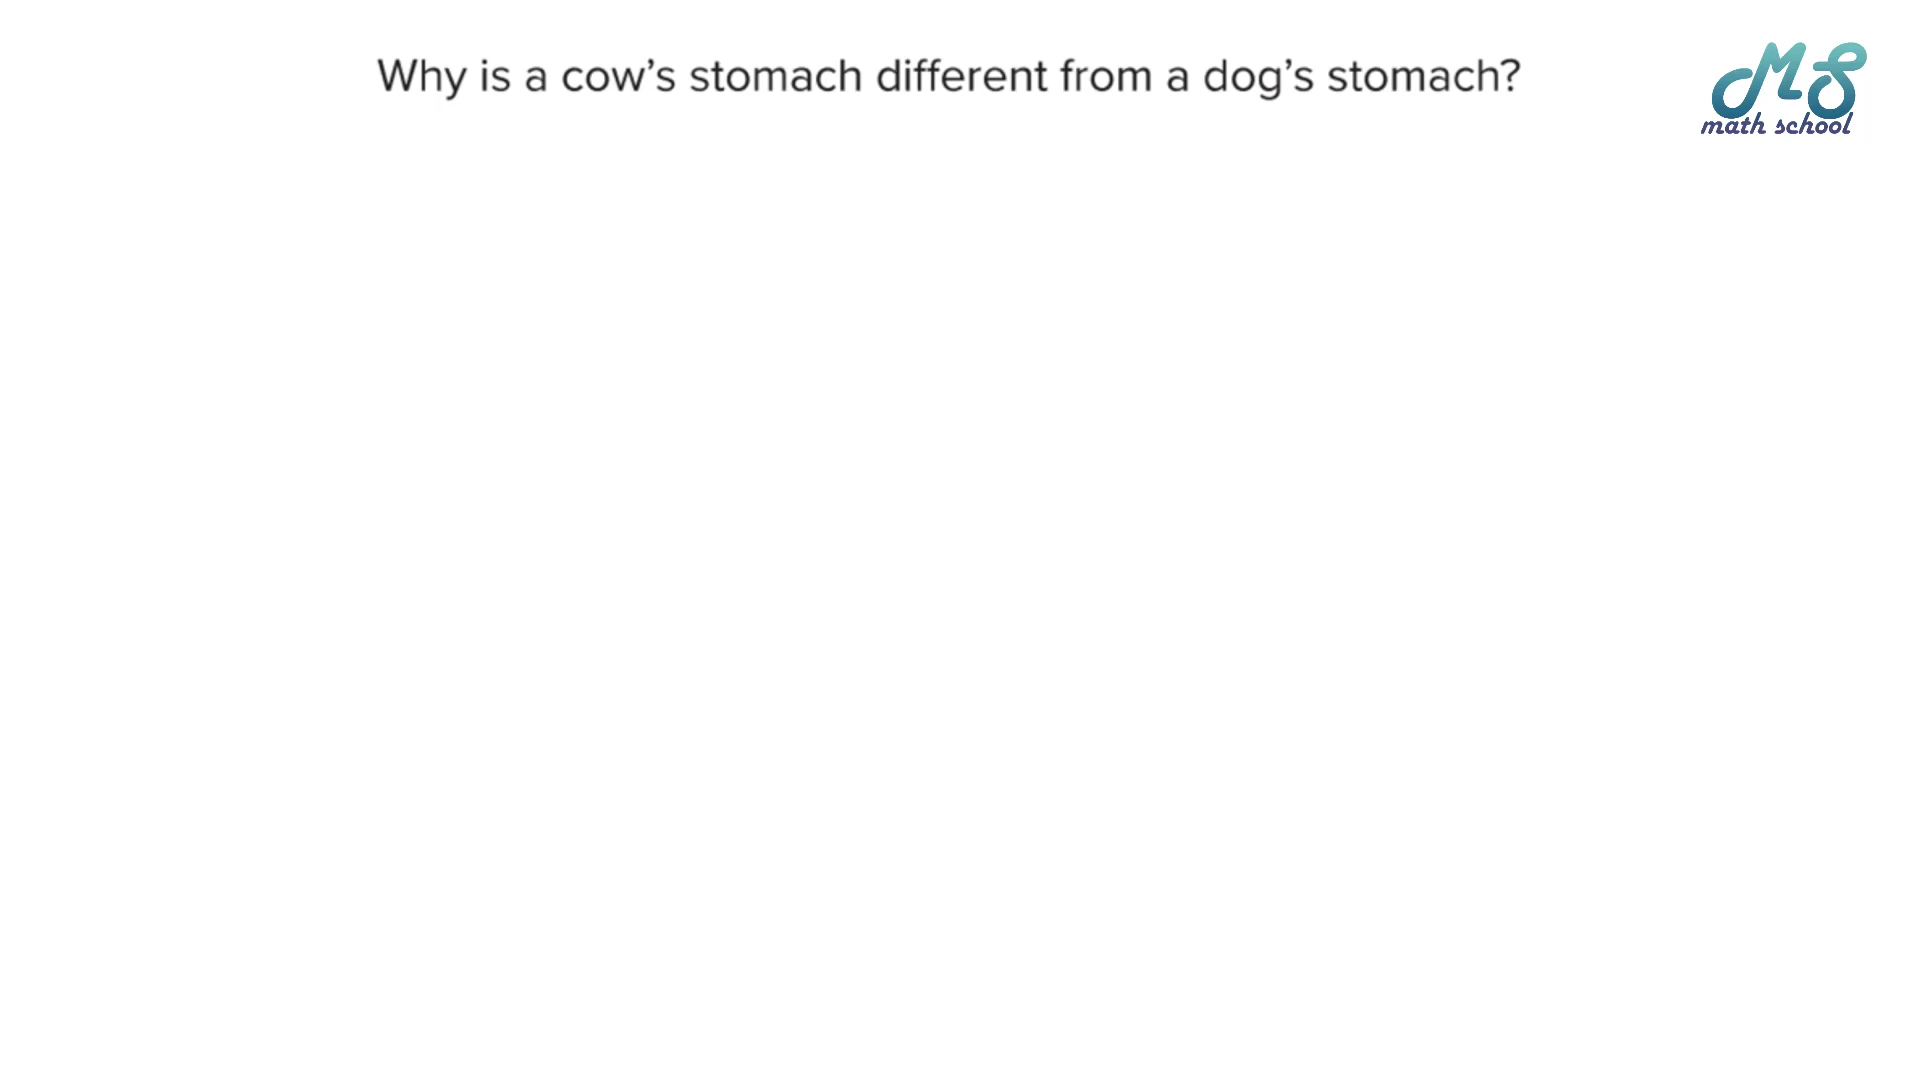 Why is a cow’s stomach different from a dog’s stomach?
MS
math school